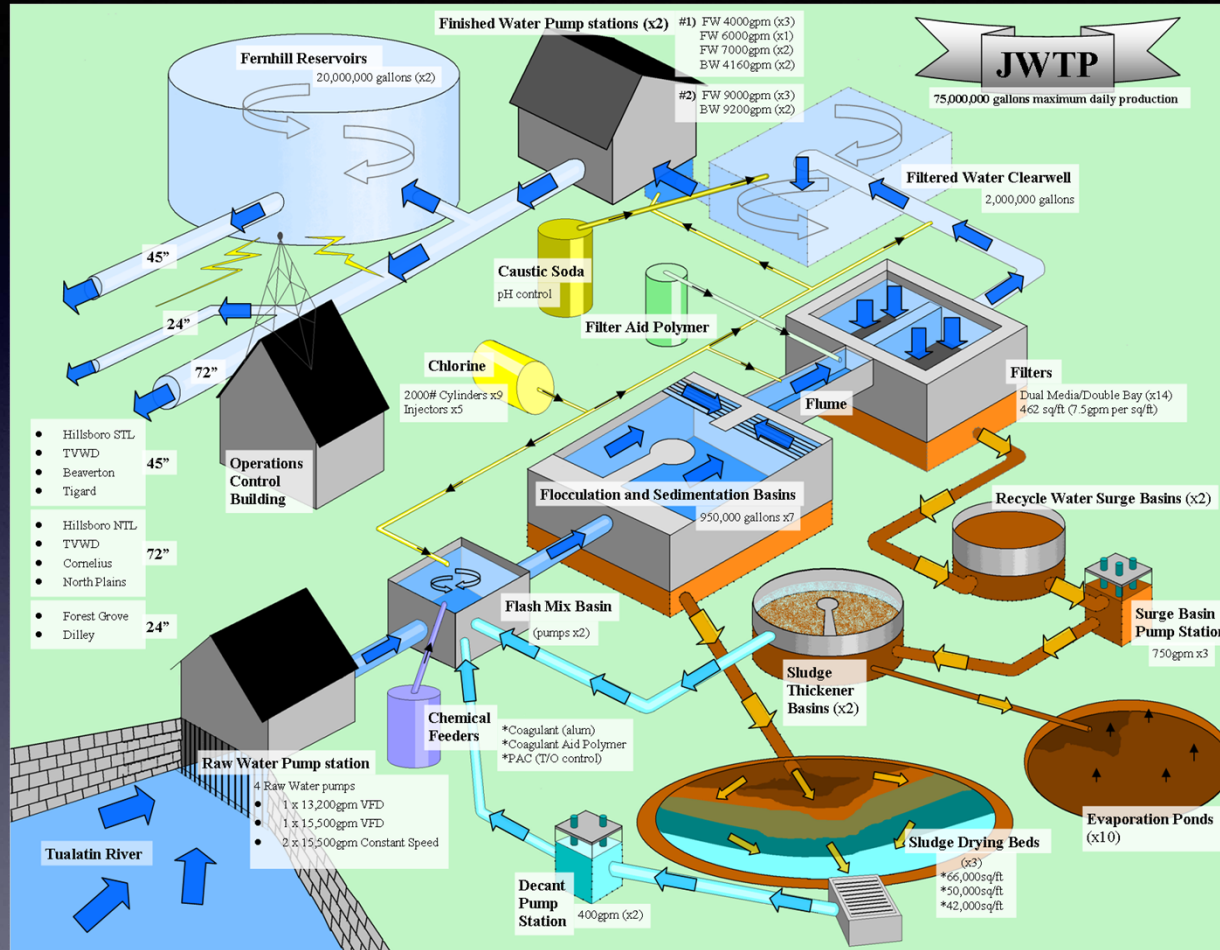 Finished Water Pump stations (x2)
#1) FW 4000gpm (x3)
FW 6000gpm (x1)
FW 7000gpm (x2)
BW 4160gpm (x2)
#2) FW 9000gpm (x3)
BW 9200gpm (x2)
JWTP
75,000,000 gallons maximum daily production
Fernhill Reservoirs
20,000,000 gallons (x2)
Filtered Water Clearwell
2,000,000 gallons
45”
24”
72”
Caustic Soda
pH control
Filter Aid Polymer
Chlorine
2000# Cylinders x9
Injectors x5
Flume
Filters
Dual Media/Double Bay (x14)
462 sq/ft (7.5gpm per sq/ft)
Hillsboro STL
TVWD
Beaverton
Tigard
45”
Hillsboro NTL
TVWD
Cornelius
North Plains
72”
Forest Grove
Dilley
24”
Operations
Control
Building
Flocculation and Sedimentation Basins
950,000 gallons x7
Recycle Water Surge Basins (x2)
Flash Mix Basin
(pumps x2)
Surge Basin
Pump Station
750gpm x3
Sludge
Thickener
Basins (x2)
Chemical
Feeders
*Coagulant (alum)
*Coagulant Aid Polymer
*PAC (T/O control)
Raw Water Pump station
4 Raw Water pumps
1 x 13,200gpm VFD
1 x 15,500gpm VFD
2 x 15,500gpm Constant Speed
Tualatin River
Evaporation Ponds
(x10)
Sludge Drying Beds
(x3)
*66,000sq/ft
*50,000sq/ft
*42,000sq/ft
Decant
Pump
Station
400gpm (x2)